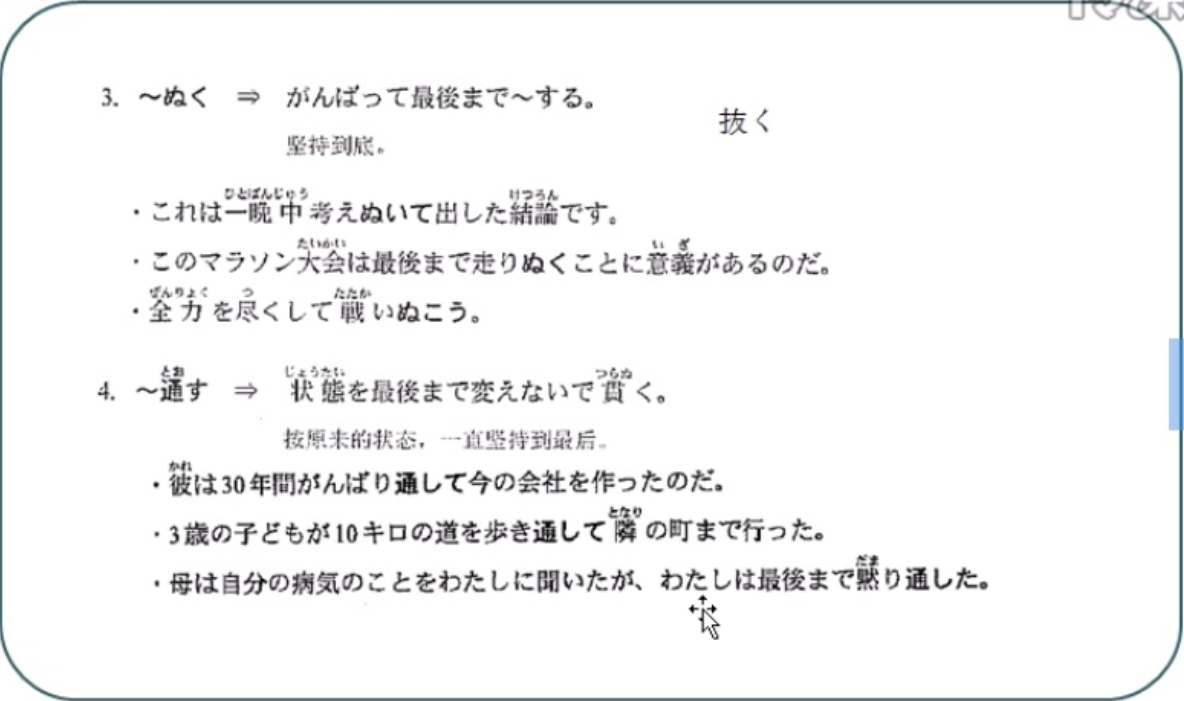 3. ～ぬく ⇒ がんばって最後まで～する。
抜く
坚持到底。
・これは一晩中考えぬいて出した結論です。
・このマラソン大会は最後まで走りぬくことに意義があるのだ。
・全力を尽くして戦いぬこう。
4. ～通す ⇒ 状態を最後まで変えないで貫く。
按原来的状态，一直坚持到最后。
・彼は30年間がんばり通して今の会社を作ったのだ。
・3歳の子どもが10キロの道を歩き通して隣の町まで行った。
・母は自分の病気のことをわたしに聞いたが、わたしは最後まで黙り通した。